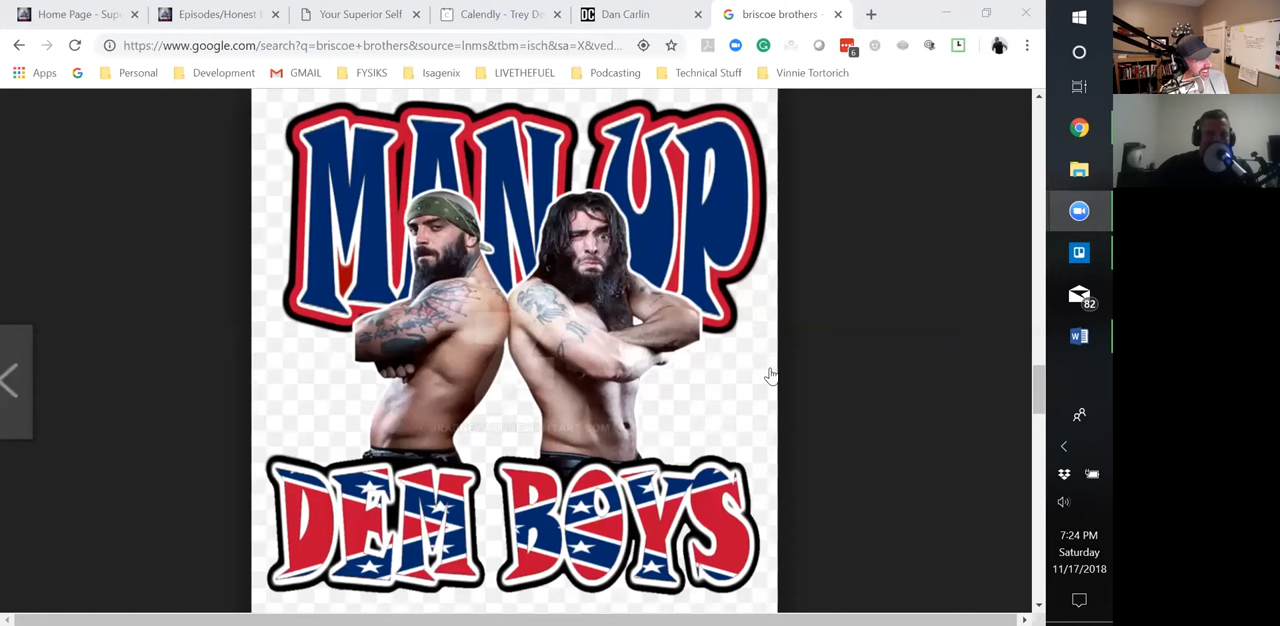 Home Page - Sup
Episodes/Honest
Your Superior Self
Calendly - Trey Do
Dan Carlin
briscoe brothers -
https://www.google.com/search?q=briscoe+brothers&source=lnms&tbm=isch&sa=X&ved...
6
Apps
Personal
Development
GMAIL
FYSIKS
Isagenix
LIVETHEFUEL
Podcasting
Technical Stuff
Vinnie Tortorich
MAN UP
DEM BOYS
82
7:24 PM
Saturday
11/17/2018